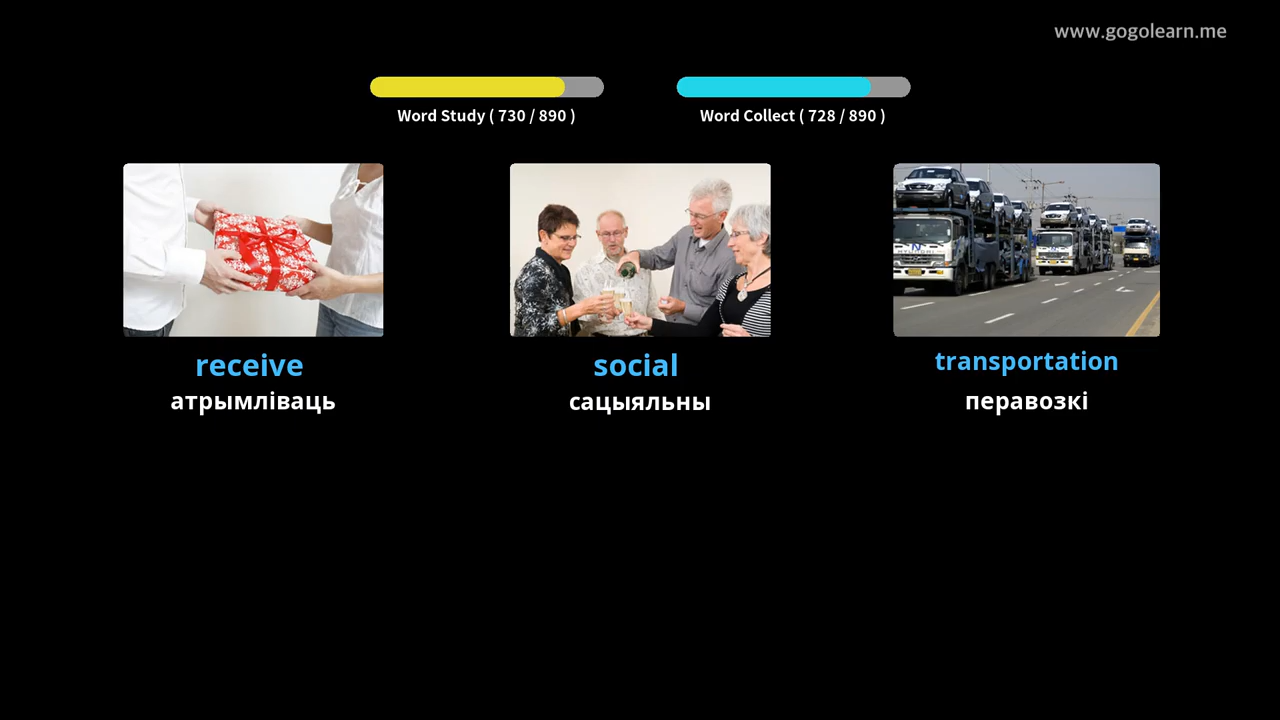 www.gogolearn.me
Word Study ( 730 / 890 )
Word Collect ( 728 / 890 )
receive
social
transportation
атрымліваць
сацыяльны
перавозкі